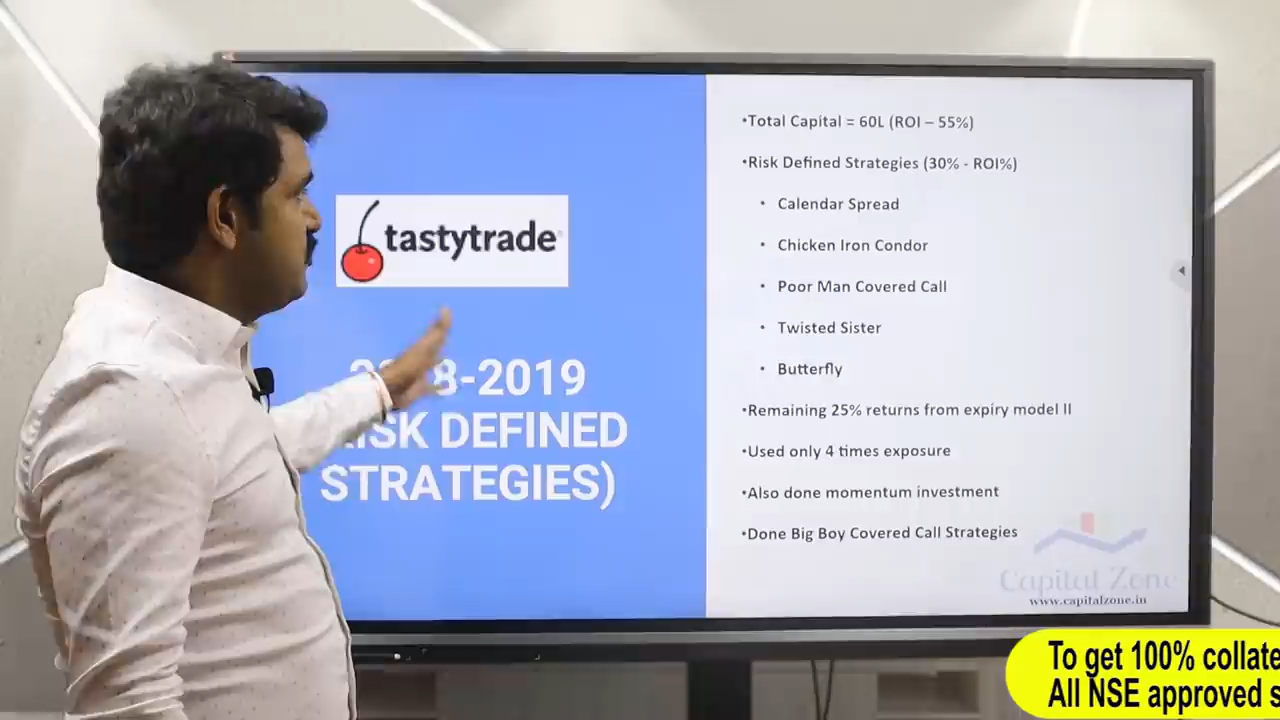 tastytrade
8-2019
DEFINED
STRATEGIES)
•Total Capital = 60L (ROI – 55%)
•Risk Defined Strategies (30% - ROI%)
• Calendar Spread
• Chicken Iron Condor
• Poor Man Covered Call
• Twisted Sister
• Butterfly
•Remaining 25% returns from expiry model II
•Used only 4 times exposure
•Also done momentum investment
•Done Big Boy Covered Call Strategies
Capital Zone
www.capitalzone.in
To get 100% collate
All NSE approved s